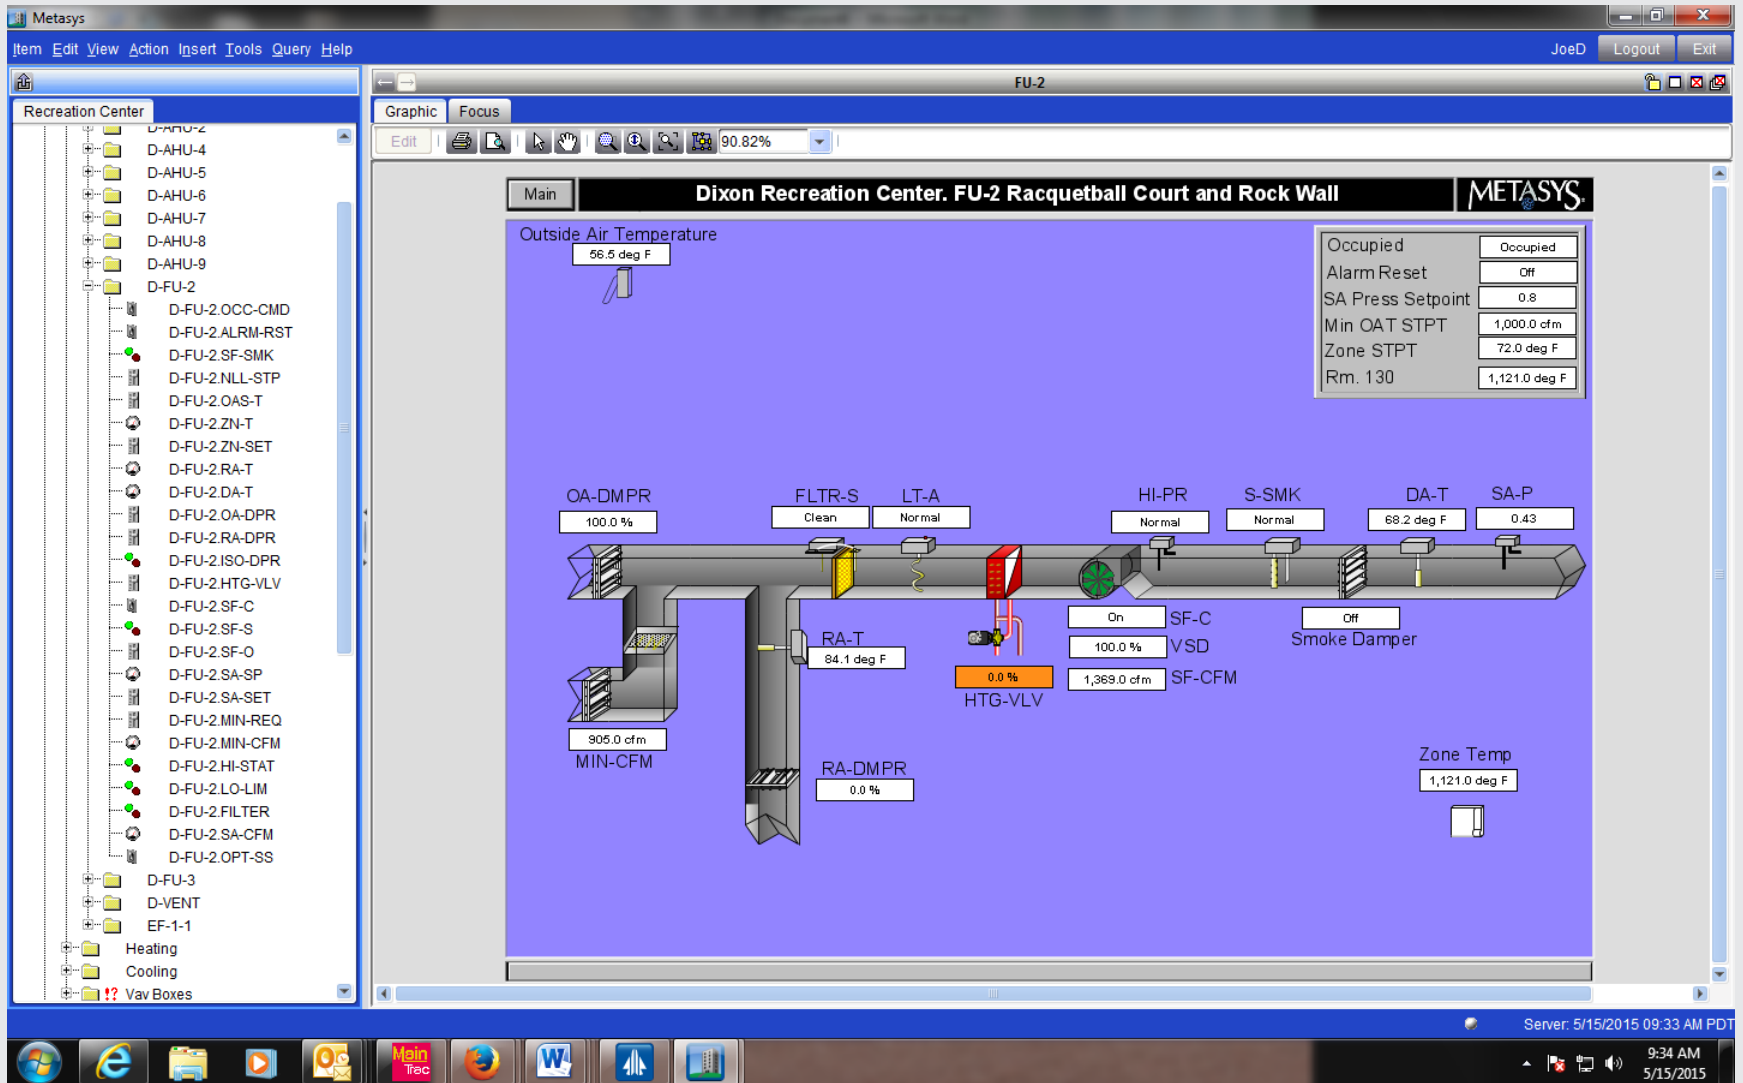 Metasys
Item Edit View Action Insert Tools Query Help
JoeD Logout Exit
FU-2
Recreation Center
Graphic Focus
Edit 90.82%
D-AHU-2
D-AHU-4
D-AHU-5
D-AHU-6
D-AHU-7
D-AHU-8
D-AHU-9
D-FU-2
D-FU-2.OCC-CMD
D-FU-2.ALRM-RST
D-FU-2.SF-SMK
D-FU-2.NLL-STP
D-FU-2.OAS-T
D-FU-2.ZN-T
D-FU-2.ZN-SET
D-FU-2.RA-T
D-FU-2.DA-T
D-FU-2.OA-DPR
D-FU-2.RA-DPR
D-FU-2.ISO-DPR
D-FU-2.HTG-VLV
D-FU-2.SF-C
D-FU-2.SF-S
D-FU-2.SF-O
D-FU-2.SA-SP
D-FU-2.SA-SET
D-FU-2.MIN-REQ
D-FU-2.MIN-CFM
D-FU-2.HI-STAT
D-FU-2.LO-LIM
D-FU-2.FILTER
D-FU-2.SA-CFM
D-FU-2.OPT-SS
D-FU-3
D-VENT
EF-1-1
Heating
Cooling
!? Vav Boxes
Main
Dixon Recreation Center. FU-2 Racquetball Court and Rock Wall
METASYS.
Outside Air Temperature
56.5 deg F
Occupied Occupied
Alarm Reset Off
SA Press Setpoint 0.8
Min OAT STPT 1,000.0 cfm
Zone STPT 72.0 deg F
Rm. 130 1,121.0 deg F
OA-DMPR FLTR-S LT-A HI-PR S-SMK DA-T SA-P
100.0 % Clean Normal Normal Normal 68.2 deg F 0.43
On SF-C
Off
Smoke Damper
RA-T
84.1 deg F
100.0 % VSD
0.0 %
HTG-VLV
1,369.0 cfm SF-CFM
905.0 cfm
MIN-CFM
RA-DMPR
0.0 %
Zone Temp
1,121.0 deg F
Server: 5/15/2015 09:33 AM PDT
Main
Trac
9:34 AM
5/15/2015